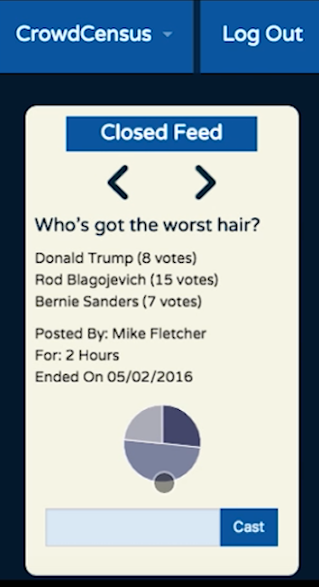 CrowdCensus
Log Out
Closed Feed
Who's got the worst hair?
Donald Trump (8 votes)
Rod Blagojevich (15 votes)
Bernie Sanders (7 votes)
Posted By: Mike Fletcher
For: 2 Hours
Ended On 05/02/2016
Cast